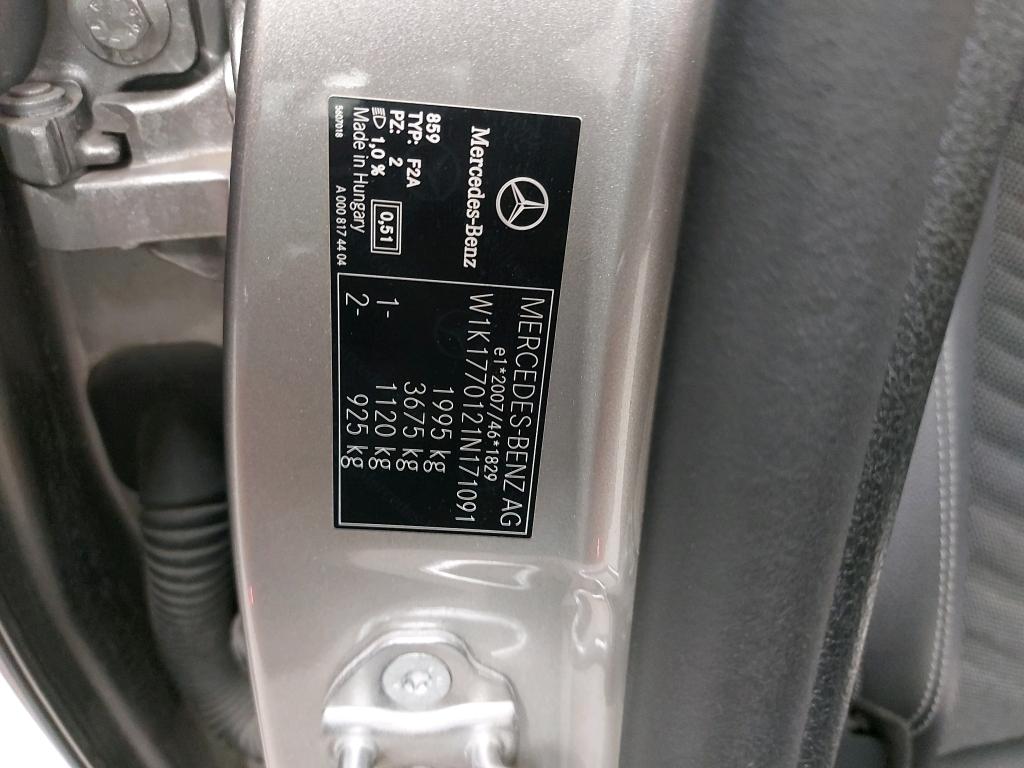 Mercedes-Benz
859
TYP: F2A
PZ: 2
1,0 %
0,51
Made in Hungary
5607018
A 000 817 44 04
MERCEDES-BENZ AG
e1*2007/46*1829
W1K1770121N171091
1995 kg
3675 kg
1- 1120 kg
2- 925 kg